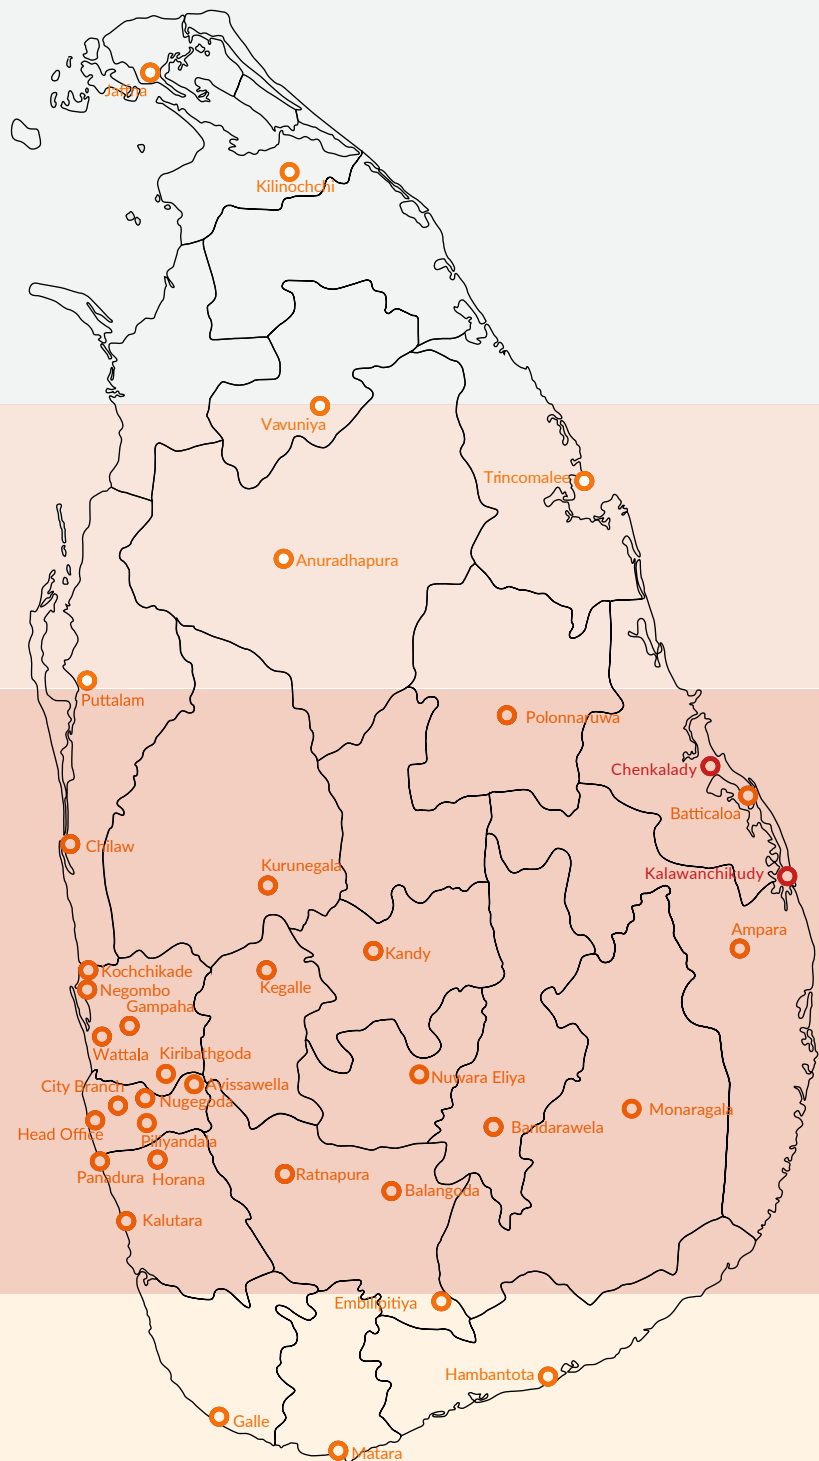 Jaffna
Kilinochchi
Vavuniya
Trincomalee
Anuradhapura
Puttalam
Polonnaruwa
Chenkalady
Batticaloa
Chilaw
Kurunegala
Kalawanchikudy
Ampara
Kandy
Kochchikade
Kegalle
Negombo
Gampaha
Wattala
Kiribathgoda
Nuwara Eliya
City Branch
Avissawella
Nugegoda
Monaragala
Head Office
Piliyandala
Bandarawela
Panadura
Horana
Ratnapura
Balangoda
Kalutara
Embilipitiya
Hambantota
Galle
Matara